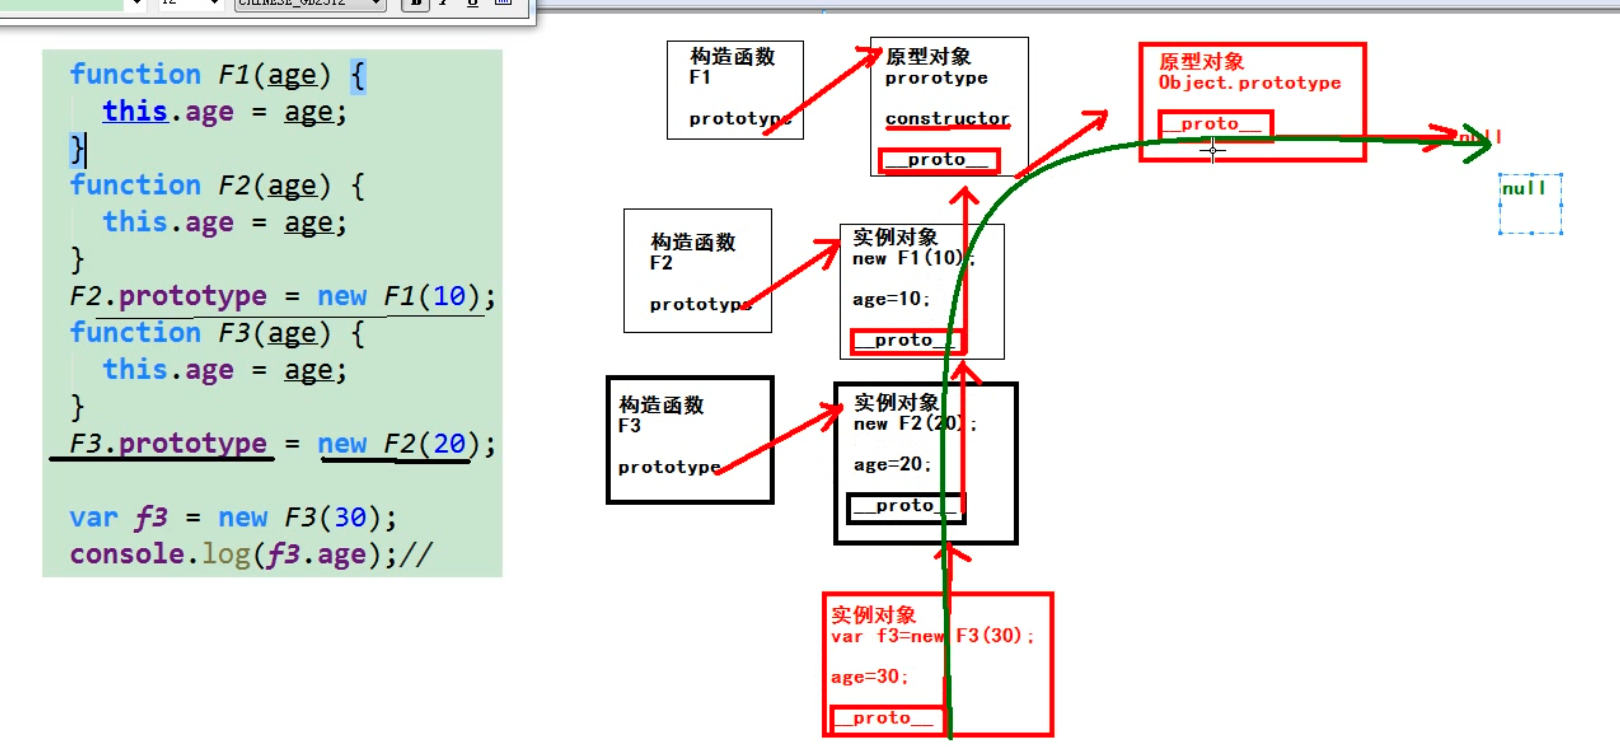 12
CHINESE_GB2312
B
U
function F1(age) {
this.age = age;
}
function F2(age) {
this.age = age;
}
F2.prototype = new F1(10);
function F3(age) {
this.age = age;
}
F3.prototype = new F2(20);
var f3 = new F3(30);
console.log(f3.age);//
构造函数
F1
prototype
原型对象
prorotype
constructor
__proto__
原型对象
Object.prototype
__proto__
null
null
构造函数
F2
prototype
实例对象
new F1(10);
age=10;
__proto__
构造函数
F3
prototype
实例对象
new F2(20);
age=20;
__proto__
实例对象
var f3=new F3(30);
age=30;
__proto__